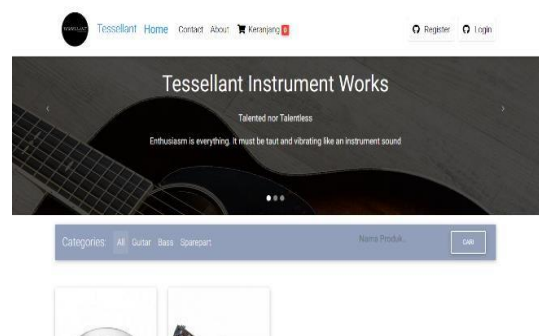 TESSELLANT Tessellant Home Contact About Keranjang 0 Register Login
Tessellant Instrument Works
Talented nor Talentless
Enthusiasm is everything. It must be taut and vibrating like an instrument sound
Categories: All Guitar Bass Sparepart Nama Produk.. CARI